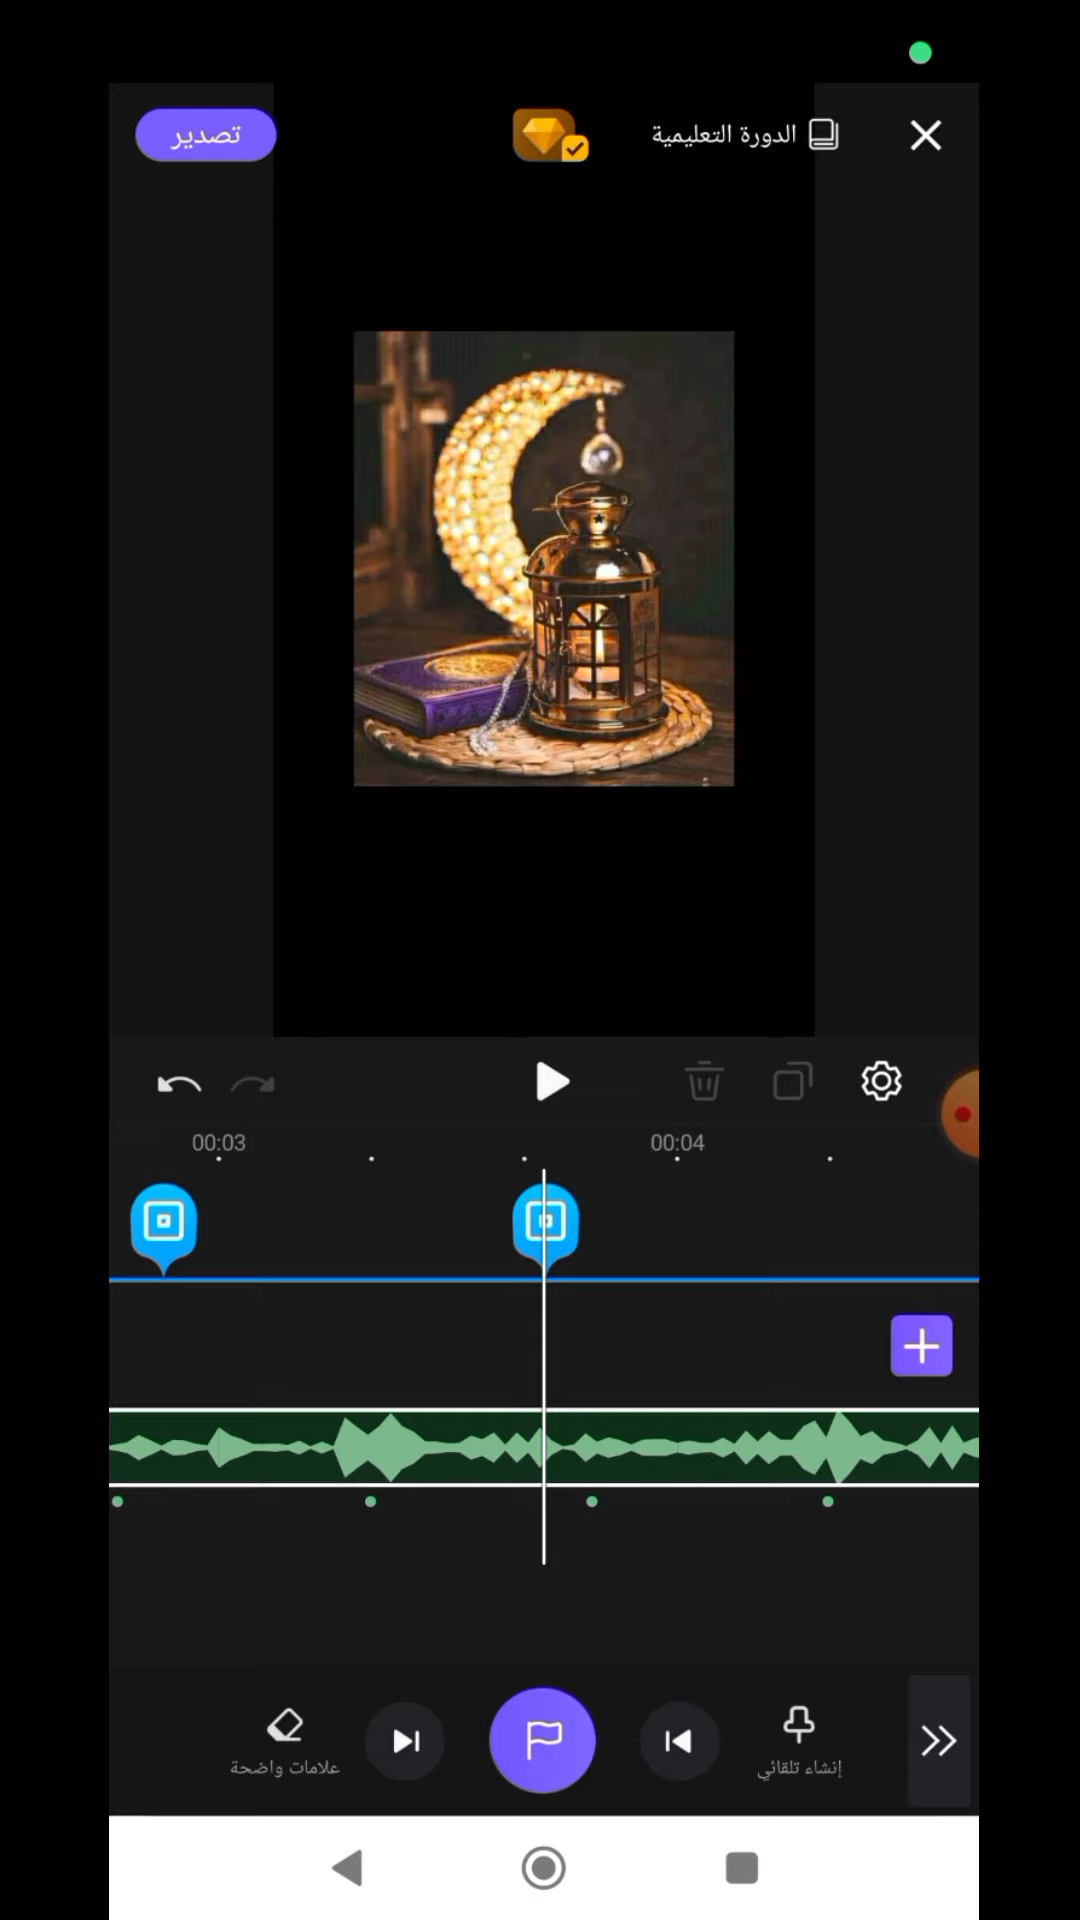 الدورة التعليمية
تصدير
00:03
00:04
إنشاء تلقائي
علامات واضحة